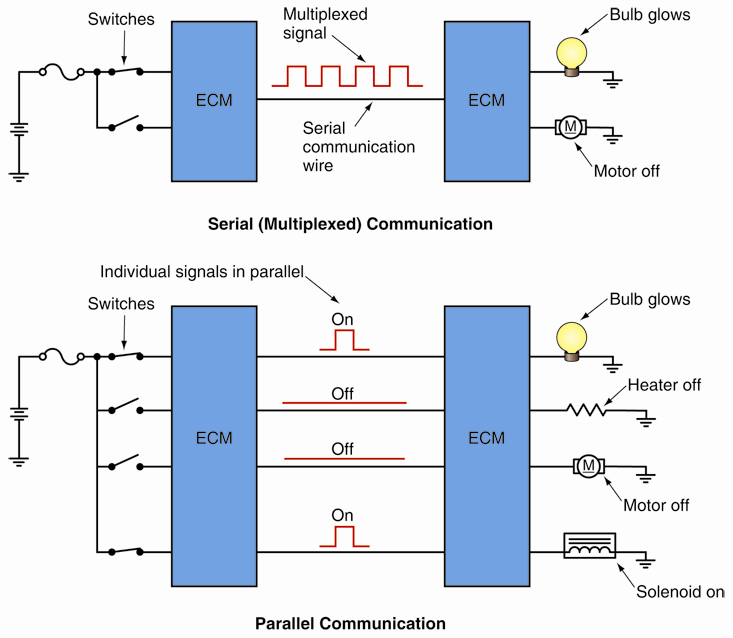 Switches
Multiplexed
signal
Bulb glows
ECM
ECM
Serial
communication
wire
M
Motor off
Serial (Multiplexed) Communication
Individual signals in parallel
Switches
On
Bulb glows
Off
Heater off
ECM
ECM
Off
M
Motor off
On
Solenoid on
Parallel Communication